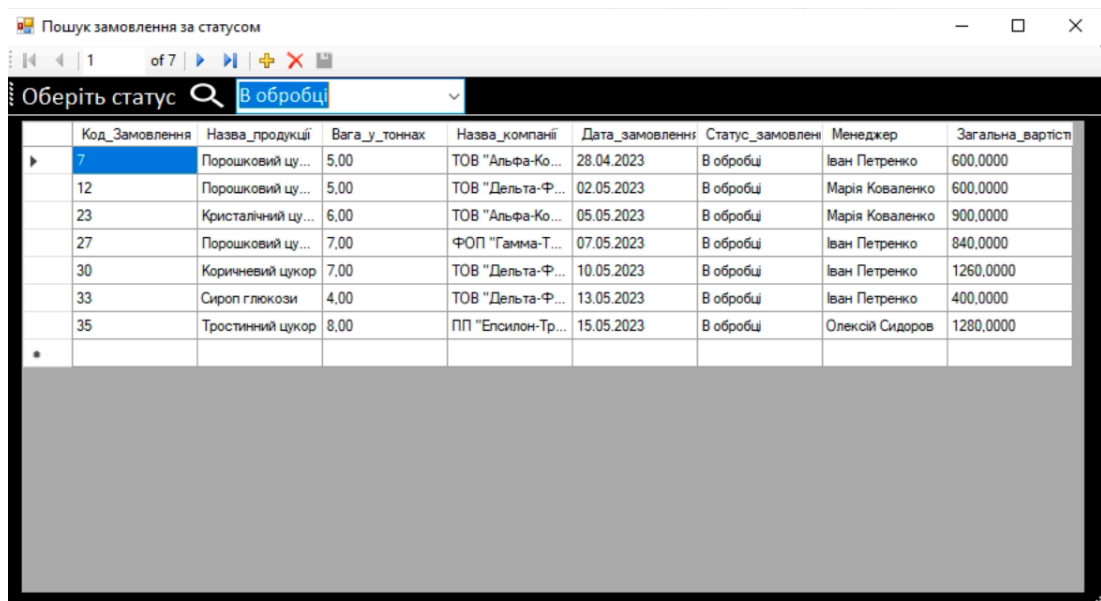 Пошук замовлення за статусом
1 of 7
Оберіть статус В обробці
Код_Замовлення Назва_продукції Вага_у_тоннах Назва_компанії Дата_замовлення Статус_замовлені Менеджер Загальна_вартісті
7 Порошковий цу... 5,00 ТОВ "Альфа-Ко... 28.04.2023 В обробці Іван Петренко 600,0000
12 Порошковий цу... 5,00 ТОВ "Дельта-Ф... 02.05.2023 В обробці Марія Коваленко 600,0000
23 Кристалічний цу... 6,00 ТОВ "Альфа-Ко... 05.05.2023 В обробці Марія Коваленко 900,0000
27 Порошковий цу... 7,00 ФОП "Гамма-Т... 07.05.2023 В обробці Іван Петренко 840,0000
30 Коричневий цукор 7,00 ТОВ "Дельта-Ф... 10.05.2023 В обробці Іван Петренко 1260,0000
33 Сироп глюкози 4,00 ТОВ "Дельта-Ф... 13.05.2023 В обробці Іван Петренко 400,0000
35 Тростинний цукор 8,00 ПП "Епсилон-Тр... 15.05.2023 В обробці Олексій Сидоров 1280,0000